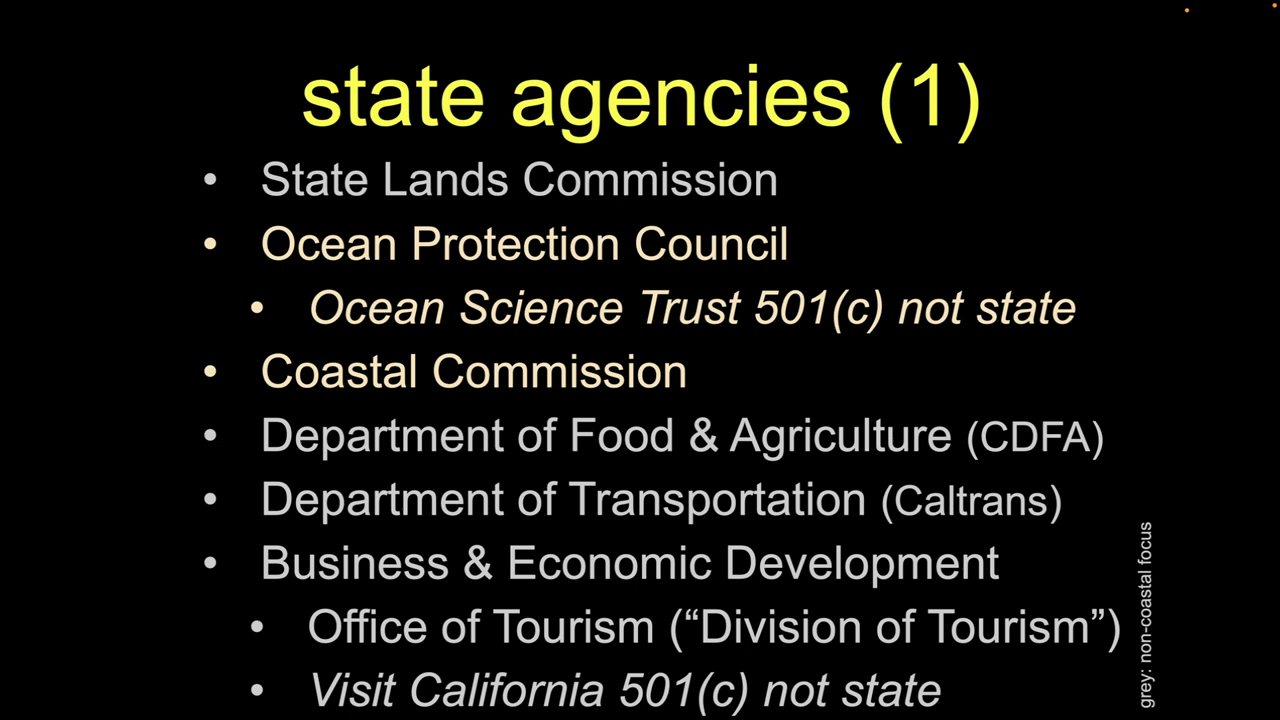 state agencies (1)
• State Lands Commission
• Ocean Protection Council
• Ocean Science Trust 501(c) not state
• Coastal Commission
• Department of Food & Agriculture (CDFA)
• Department of Transportation (Caltrans)
• Business & Economic Development
• Office of Tourism (“Division of Tourism”)
• Visit California 501(c) not state
grey: non-coastal focus